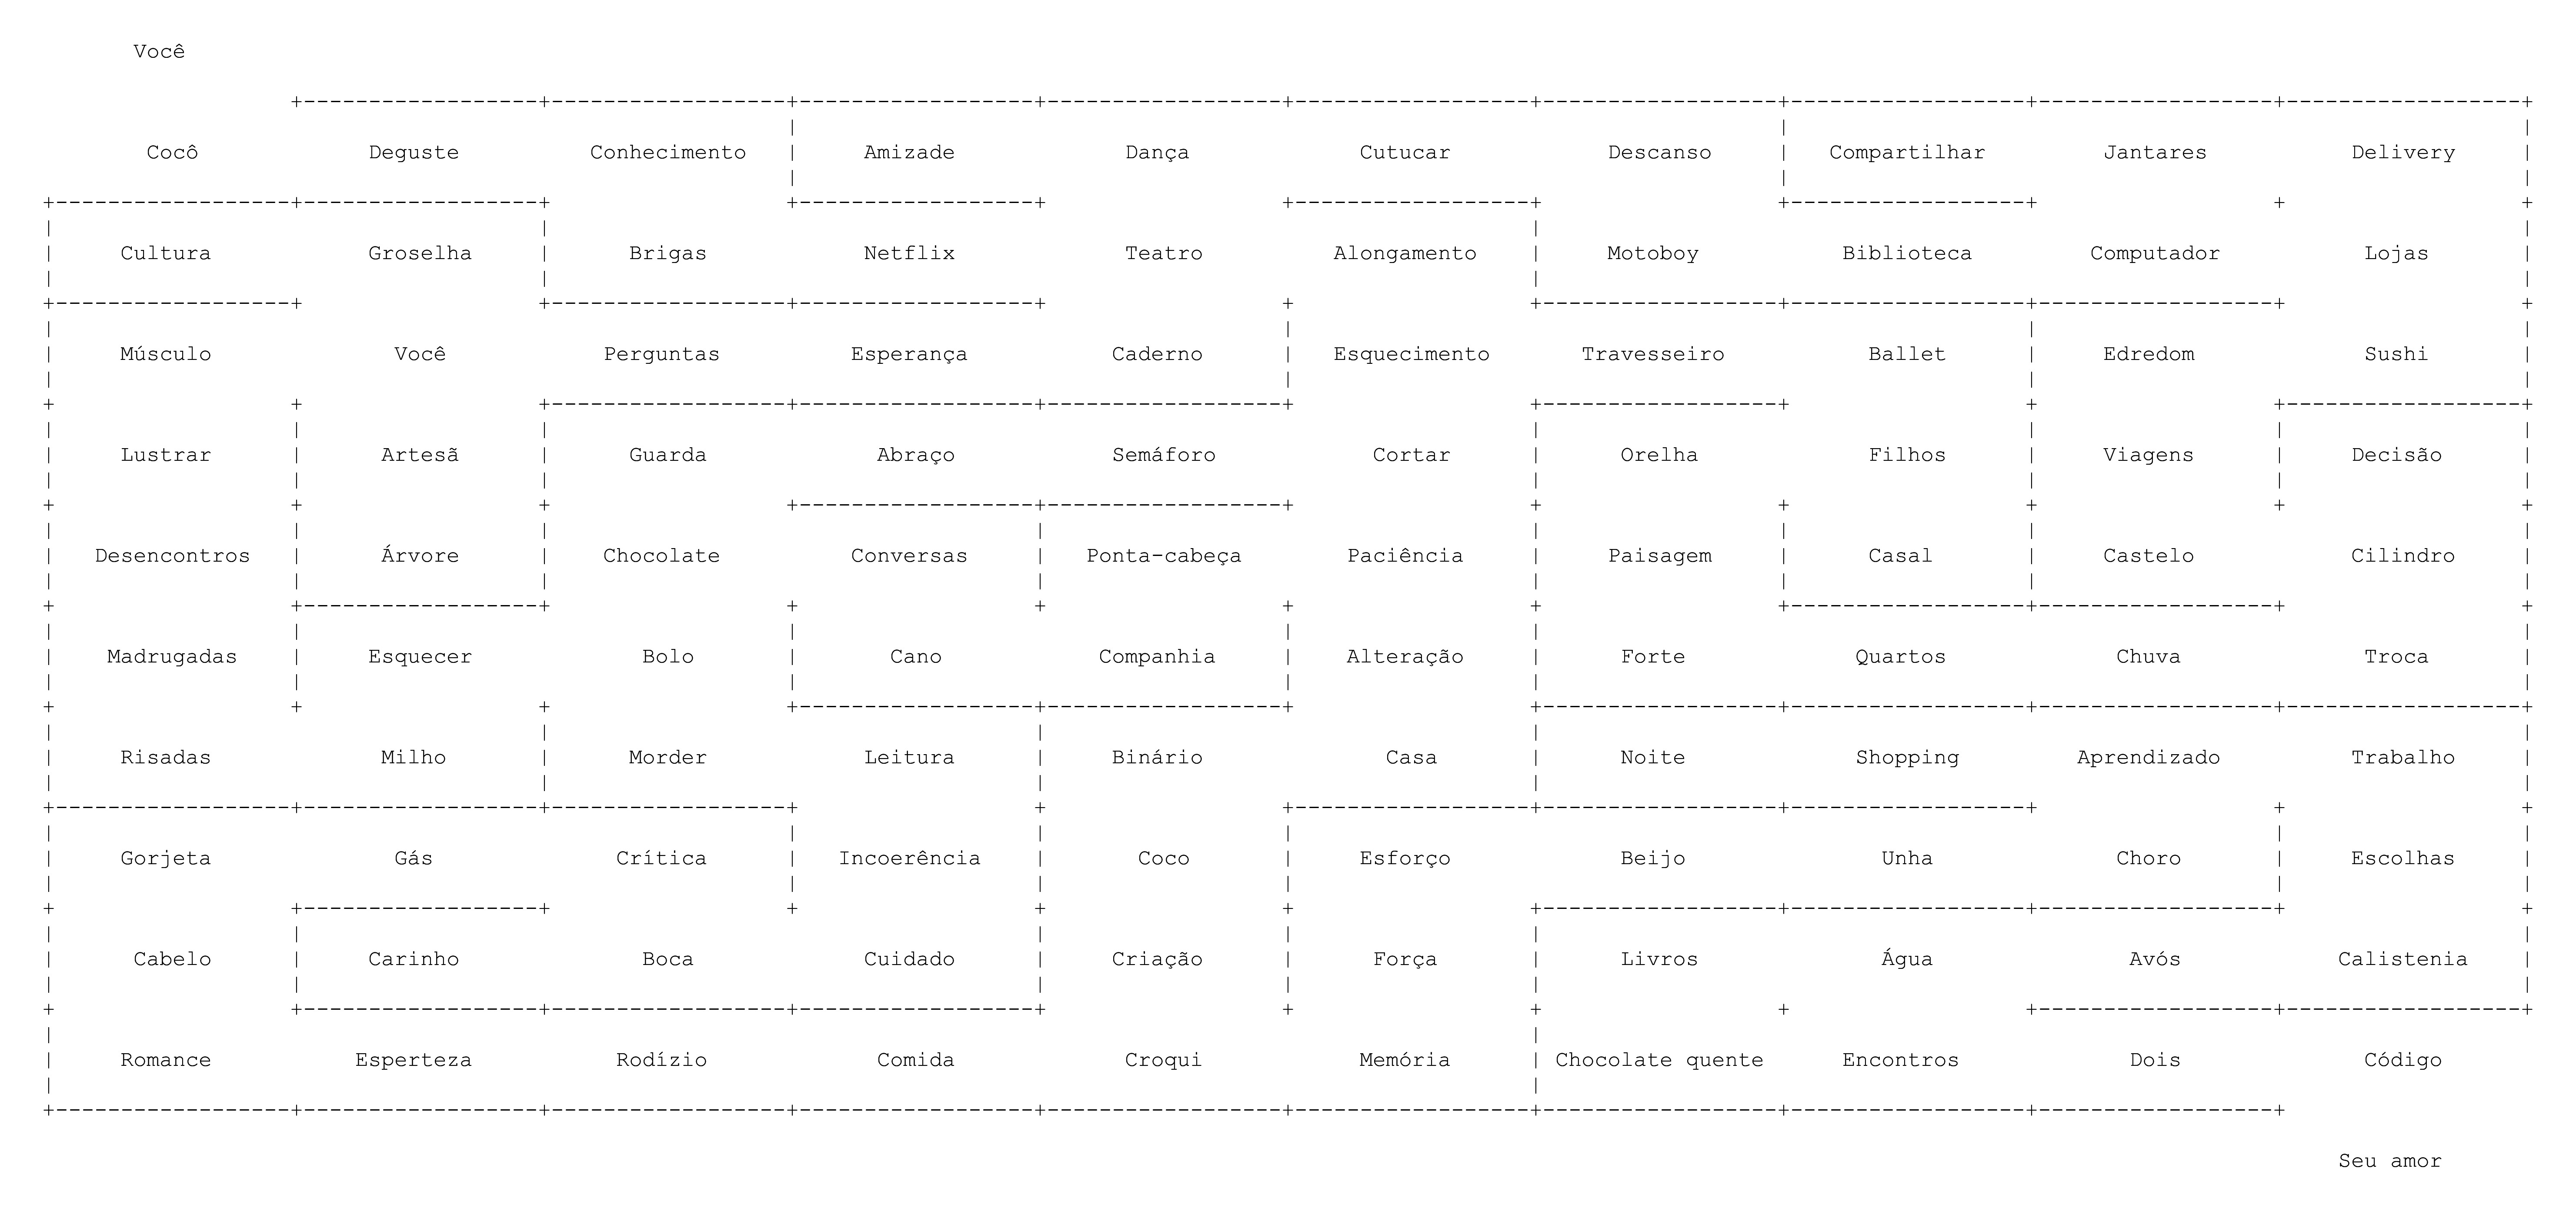 Você
Cocô Deguste Conhecimento Amizade Dança Cutucar Descanso Compartilhar Jantares Delivery
Cultura Groselha Brigas Netflix Teatro Alongamento Motoboy Biblioteca Computador Lojas
Músculo Você Perguntas Esperança Caderno Esquecimento Travesseiro Ballet Edredom Sushi
Lustrar Artesã Guarda Abraço Semáforo Cortar Orelha Filhos Viagens Decisão
Desencontros Árvore Chocolate Conversas Ponta-cabeça Paciência Paisagem Casal Castelo Cilindro
Madrugadas Esquecer Bolo Cano Companhia Alteração Forte Quartos Chuva Troca
Risadas Milho Morder Leitura Binário Casa Noite Shopping Aprendizado Trabalho
Gorjeta Gás Crítica Incoerência Coco Esforço Beijo Unha Choro Escolhas
Cabelo Carinho Boca Cuidado Criação Força Livros Água Avós Calistenia
Romance Esperteza Rodízio Comida Croqui Memória Chocolate quente Encontros Dois Código
Seu amor